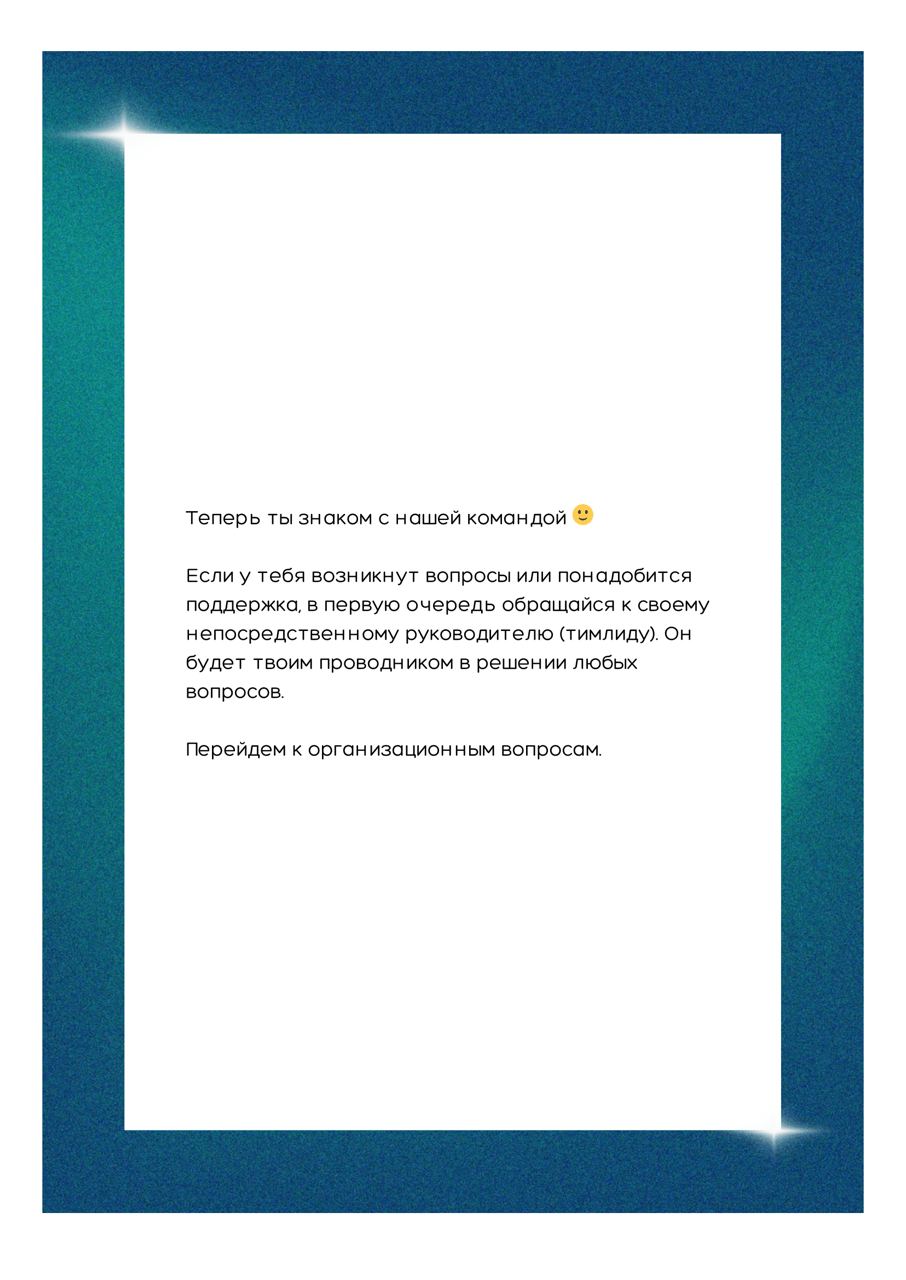 Теперь ты знаком с нашей командой 🙂
Если у тебя возникнут вопросы или понадобится
поддержка, в первую очередь обращайся к своему
непосредственному руководителю (тимлиду). Он
будет твоим проводником в решении любых
вопросов.
Перейдем к организационным вопросам.